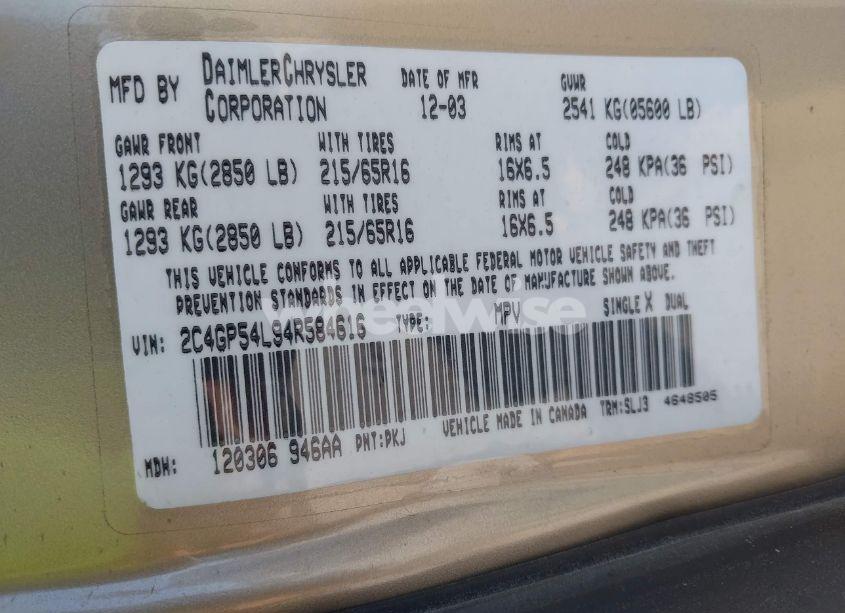 MFD BY DAIMLERCHRYSLER CORPORATION DATE OF MFR 12-03 GVWR 2541 KG(05600 LB)
GAWR FRONT WITH TIRES RIMS AT COLD
1293 KG(2850 LB) 215/65R16 16X6.5 248 KPA(36 PSI)
GAWR REAR WITH TIRES RIMS AT COLD
1293 KG(2850 LB) 215/65R16 16X6.5 248 KPA(36 PSI)
THIS VEHICLE CONFORMS TO ALL APPLICABLE FEDERAL MOTOR VEHICLE SAFETY AND THEFT
PREVENTION STANDARDS IN EFFECT ON THE DATE OF MANUFACTURE SHOWN ABOVE.
VIN: 2C4GP54L94R584616 TYPE: MPV SINGLE X DUAL
wheelwise
MDH: 120306 946AA PNT:PKJ VEHICLE MADE IN CANADA TRM:SLJ3 4648505